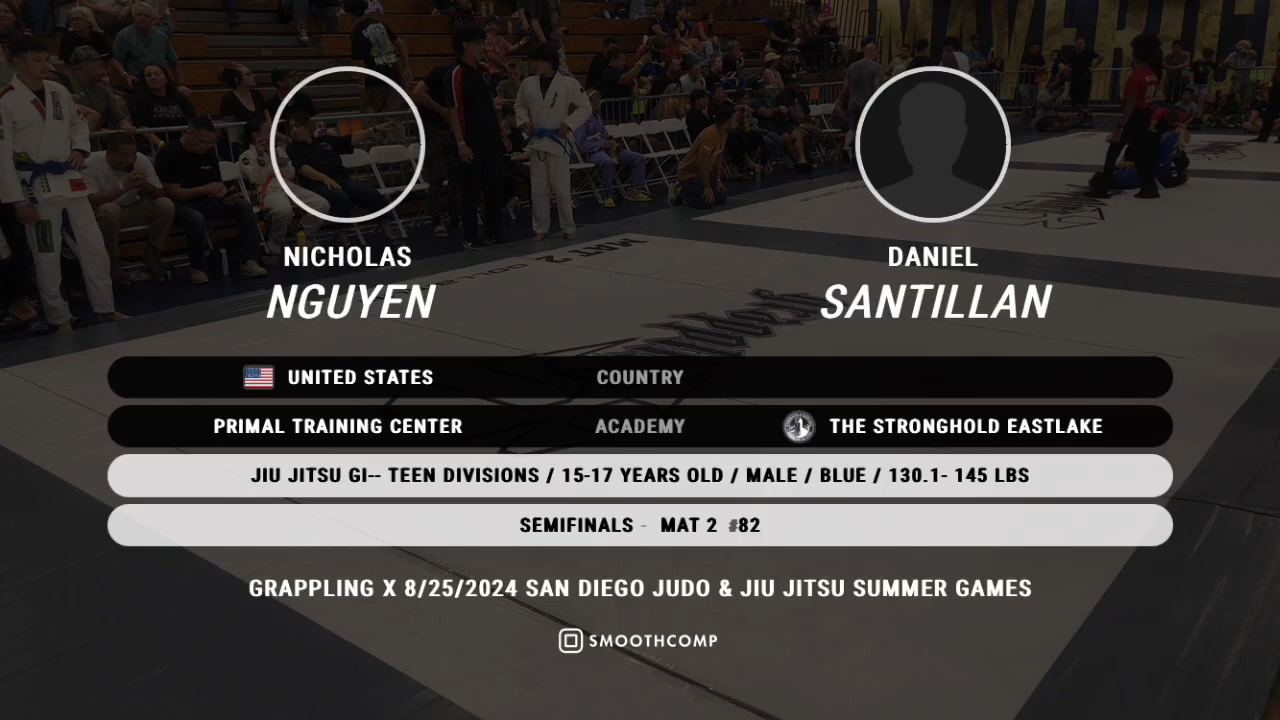 NICHOLAS
NGUYEN
DANIEL
SANTILLAN
UNITED STATES COUNTRY
PRIMAL TRAINING CENTER ACADEMY THE STRONGHOLD EASTLAKE
JIU JITSU GI-- TEEN DIVISIONS / 15-17 YEARS OLD / MALE / BLUE / 130.1- 145 LBS
SEMIFINALS - MAT 2 #82
GRAPPLING X 8/25/2024 SAN DIEGO JUDO & JIU JITSU SUMMER GAMES
SMOOTHCOMP
MAT 2